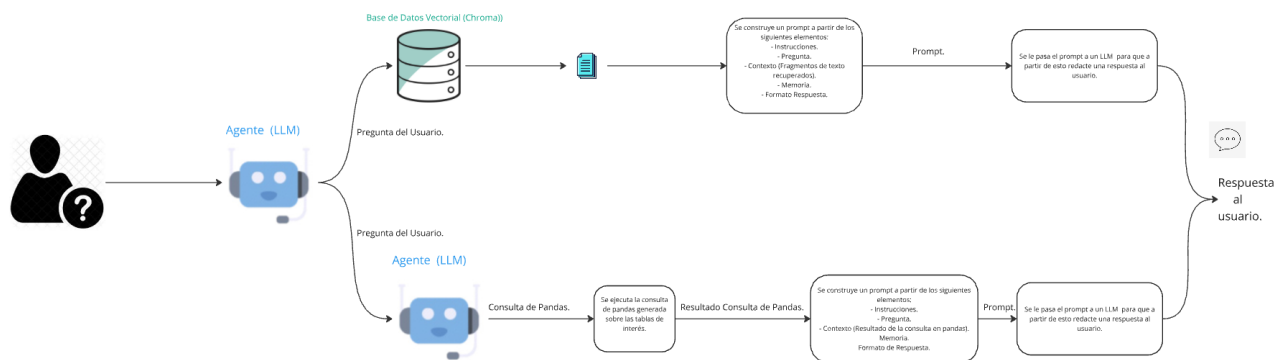 Base de Datos Vectorial (Chroma))
Se construye un prompt a partir de los
siguientes elementos:
- Instrucciones.
- Pregunta.
- Contexto (Fragmentos de texto
recuperados).
- Memoria.
- Formato Respuesta.
Prompt.
Se le pasa el prompt a un LLM para que a
partir de esto redacte una respuesta al
usuario.
Agente (LLM)
Pregunta del Usuario.
?
Respuesta
al
usuario.
Pregunta del Usuario.
Agente (LLM)
Consulta de Pandas.
Se ejecuta la consulta
de pandas generada
sobre las tablas de
interés.
Resultado Consulta de Pandas.
Se construye un prompt a partir de los siguientes
elementos;
- Instrucciones.
- Pregunta,
- Contexto (Resultado de la consulta en pandas).
Memoria.
Formato de Respuesta.
Prompt.
Se le pasa el prompt a un LLM para que a
partir de esto redacte una respuesta al
usuario.